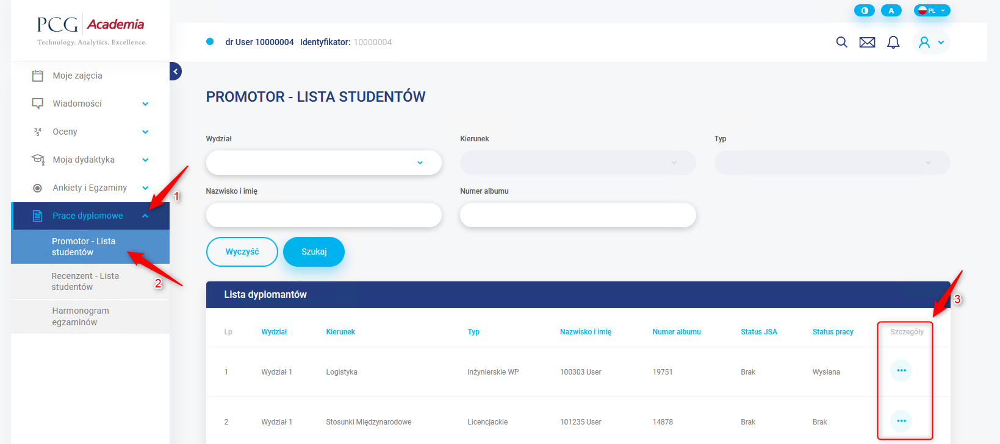 PCG Academia
Technology. Analytics. Excellence.
A
PL
dr User 10000004 Identyfikator: 10000004
Moje zajęcia
Wiadomości
3 4
5
Oceny
Moja dydaktyka
Ankiety i Egzaminy
1
Prace dyplomowe
Promotor - Lista
studentów
2
Recenzent - Lista
studentów
Harmonogram
egzaminów
PROMOTOR - LISTA STUDENTÓW
Wydział Kierunek Typ
Nazwisko i imię Numer albumu
Wyczyść Szukaj
Lista dyplomantów
3
Lp Wydział Kierunek Typ Nazwisko i imię Numer albumu Status JSA Status pracy Szczegóły
1 Wydział 1 Logistyka Inżynierskie WP 100303 User 19751 Brak Wysłana
2 Wydział 1 Stosunki Międzynarodowe Licencjackie 101235 User 14878 Brak Brak